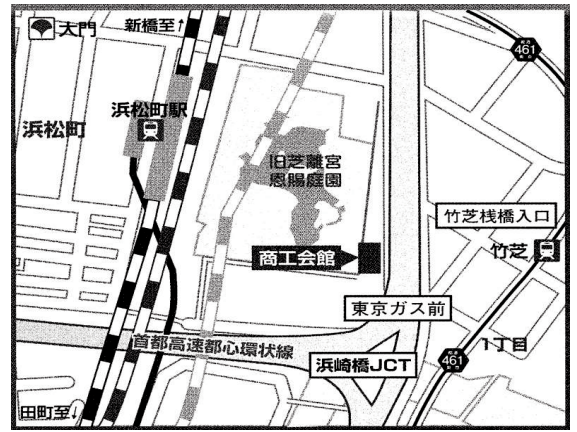 大門
新橋至↑
461
浜松町駅
浜松町
旧芝離宮
恩賜庭園
竹芝桟橋入口
竹芝
商工会館
東京ガス前
首都高速都心環状線
浜崎橋JCT
1丁目
461
田町至↓